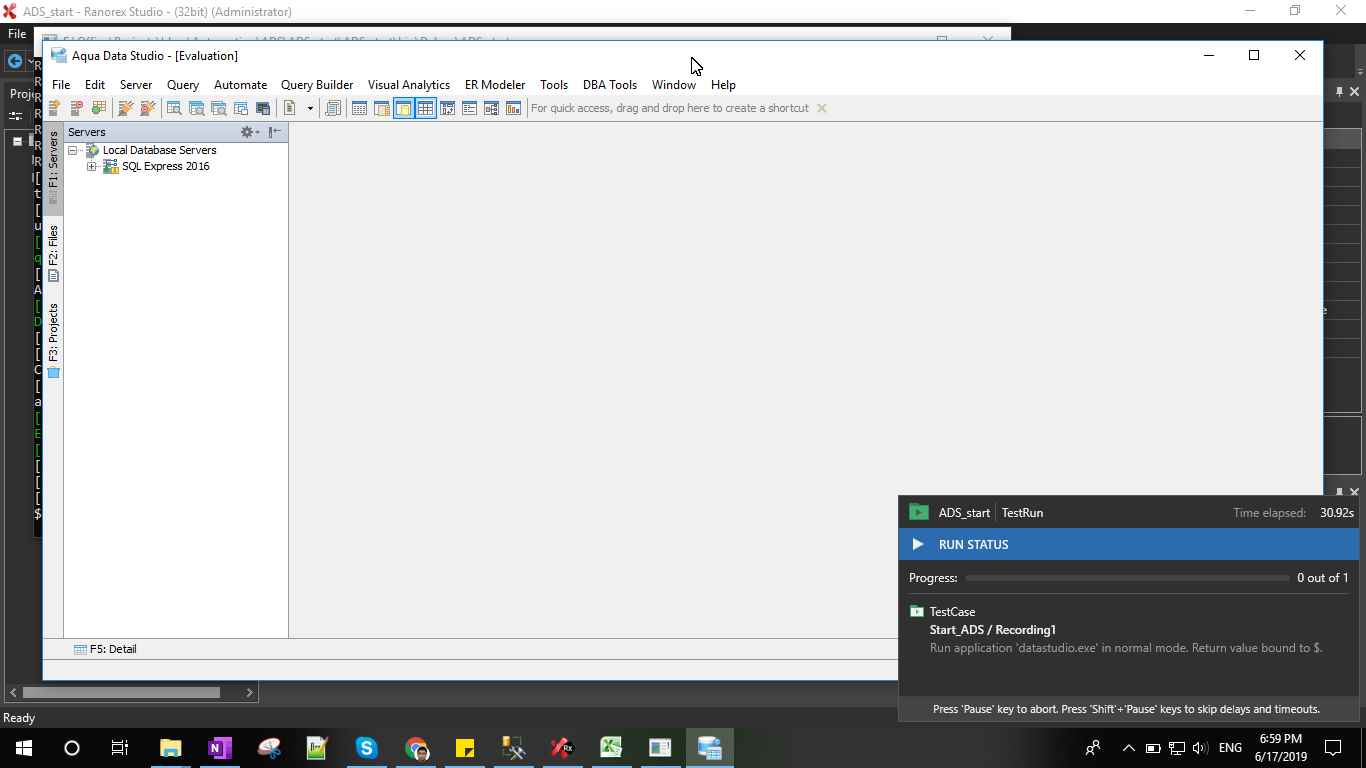 ADS_start - Ranorex Studio - (32bit) (Administrator)
File
Aqua Data Studio - [Evaluation]
File Edit Server Query Automate Query Builder Visual Analytics ER Modeler Tools DBA Tools Window Help
For quick access, drag and drop here to create a shortcut
Proje
Servers
F1: Servers
Local Database Servers
SQL Express 2016
F2: Files
F3: Projects
F5: Detail
ADS_start TestRun Time elapsed: 30.92s
RUN STATUS
Progress: 0 out of 1
TestCase
Start_ADS / Recording1
Run application 'datastudio.exe' in normal mode. Return value bound to $.
Press 'Pause' key to abort. Press 'Shift'+'Pause' keys to skip delays and timeouts.
Ready
ENG
6:59 PM
6/17/2019